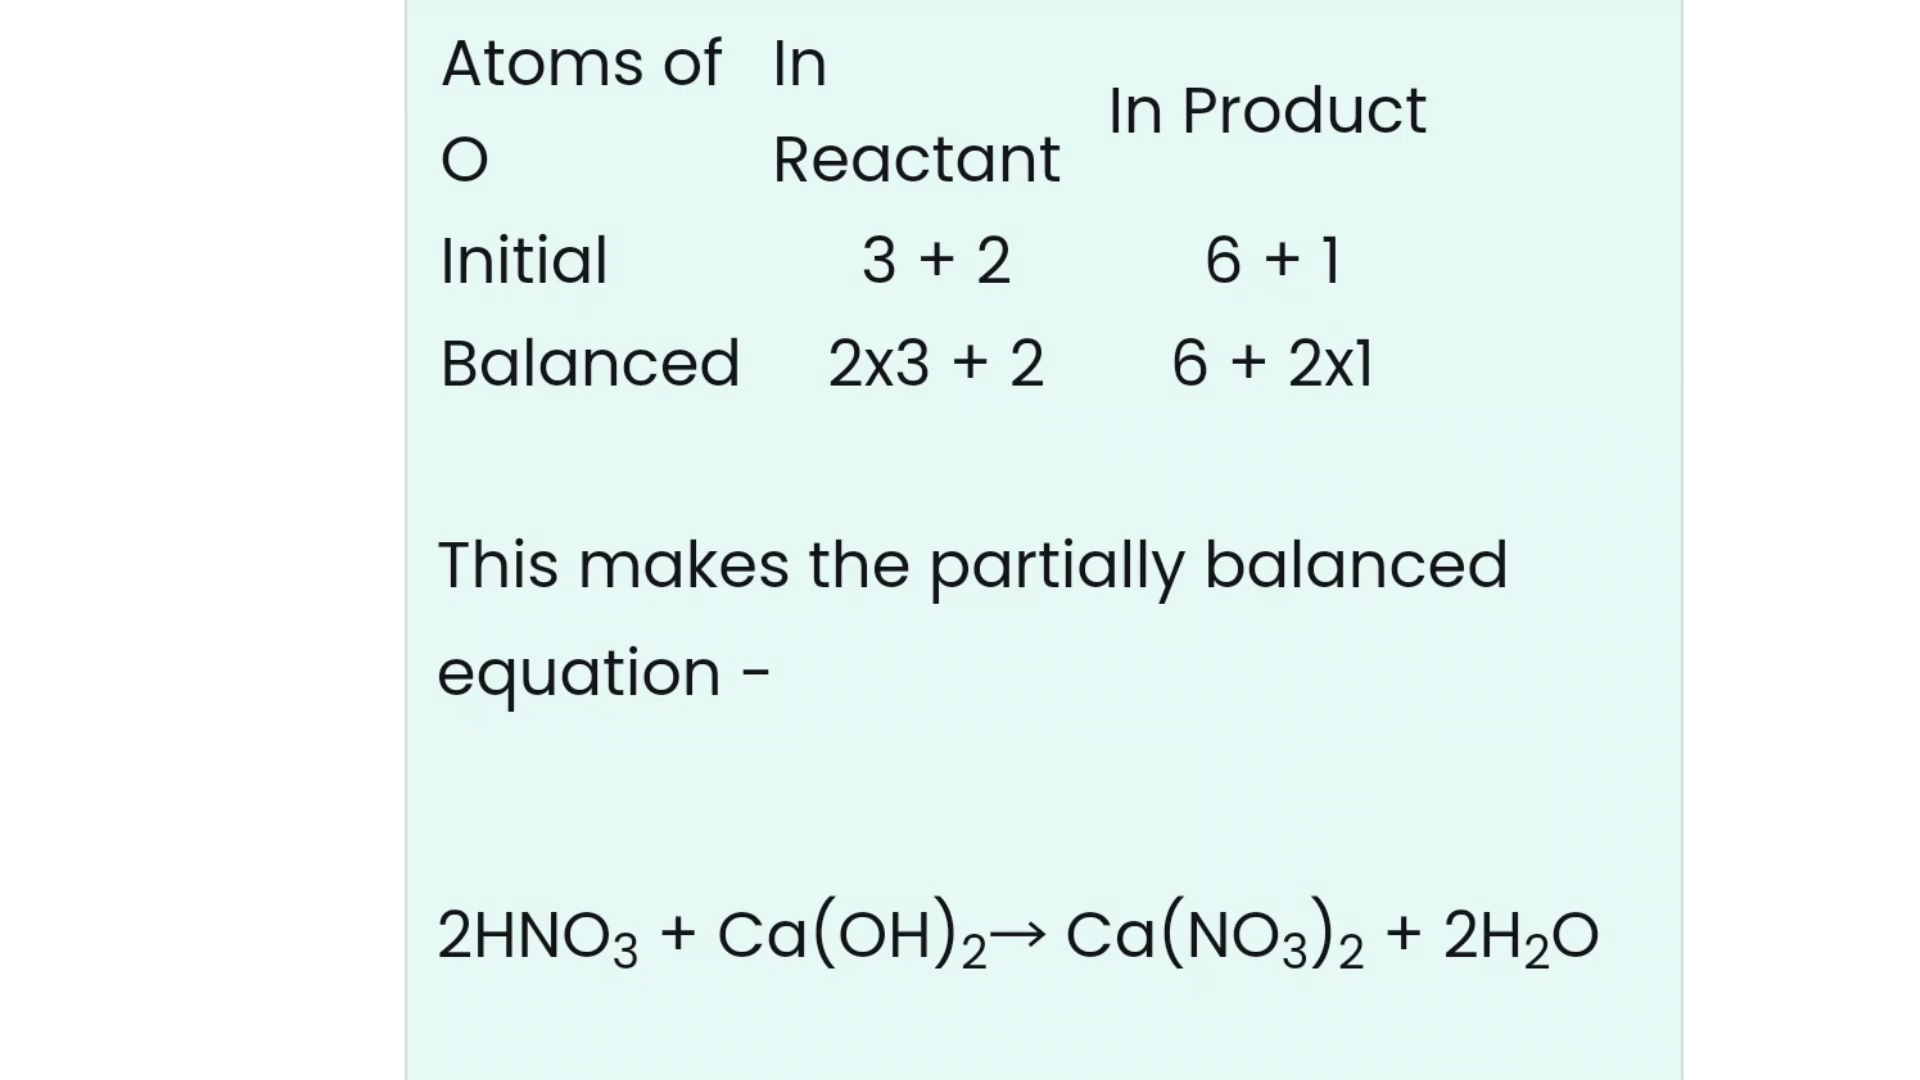 Atoms of O In Reactant In Product
Initial 3 + 2 6 + 1
Balanced 2x3 + 2 6 + 2x1
This makes the partially balanced
equation -
2HNO₃ + Ca(OH)₂→ Ca(NO₃)₂ + 2H₂O